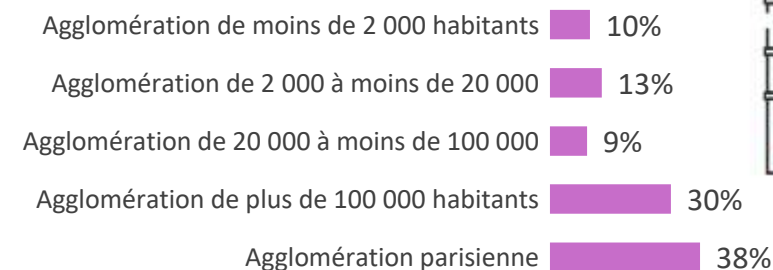 Agglomération de moins de 2 000 habitants 10%
Agglomération de 2 000 à moins de 20 000 13%
Agglomération de 20 000 à moins de 100 000 9%
Agglomération de plus de 100 000 habitants 30%
Agglomération parisienne 38%